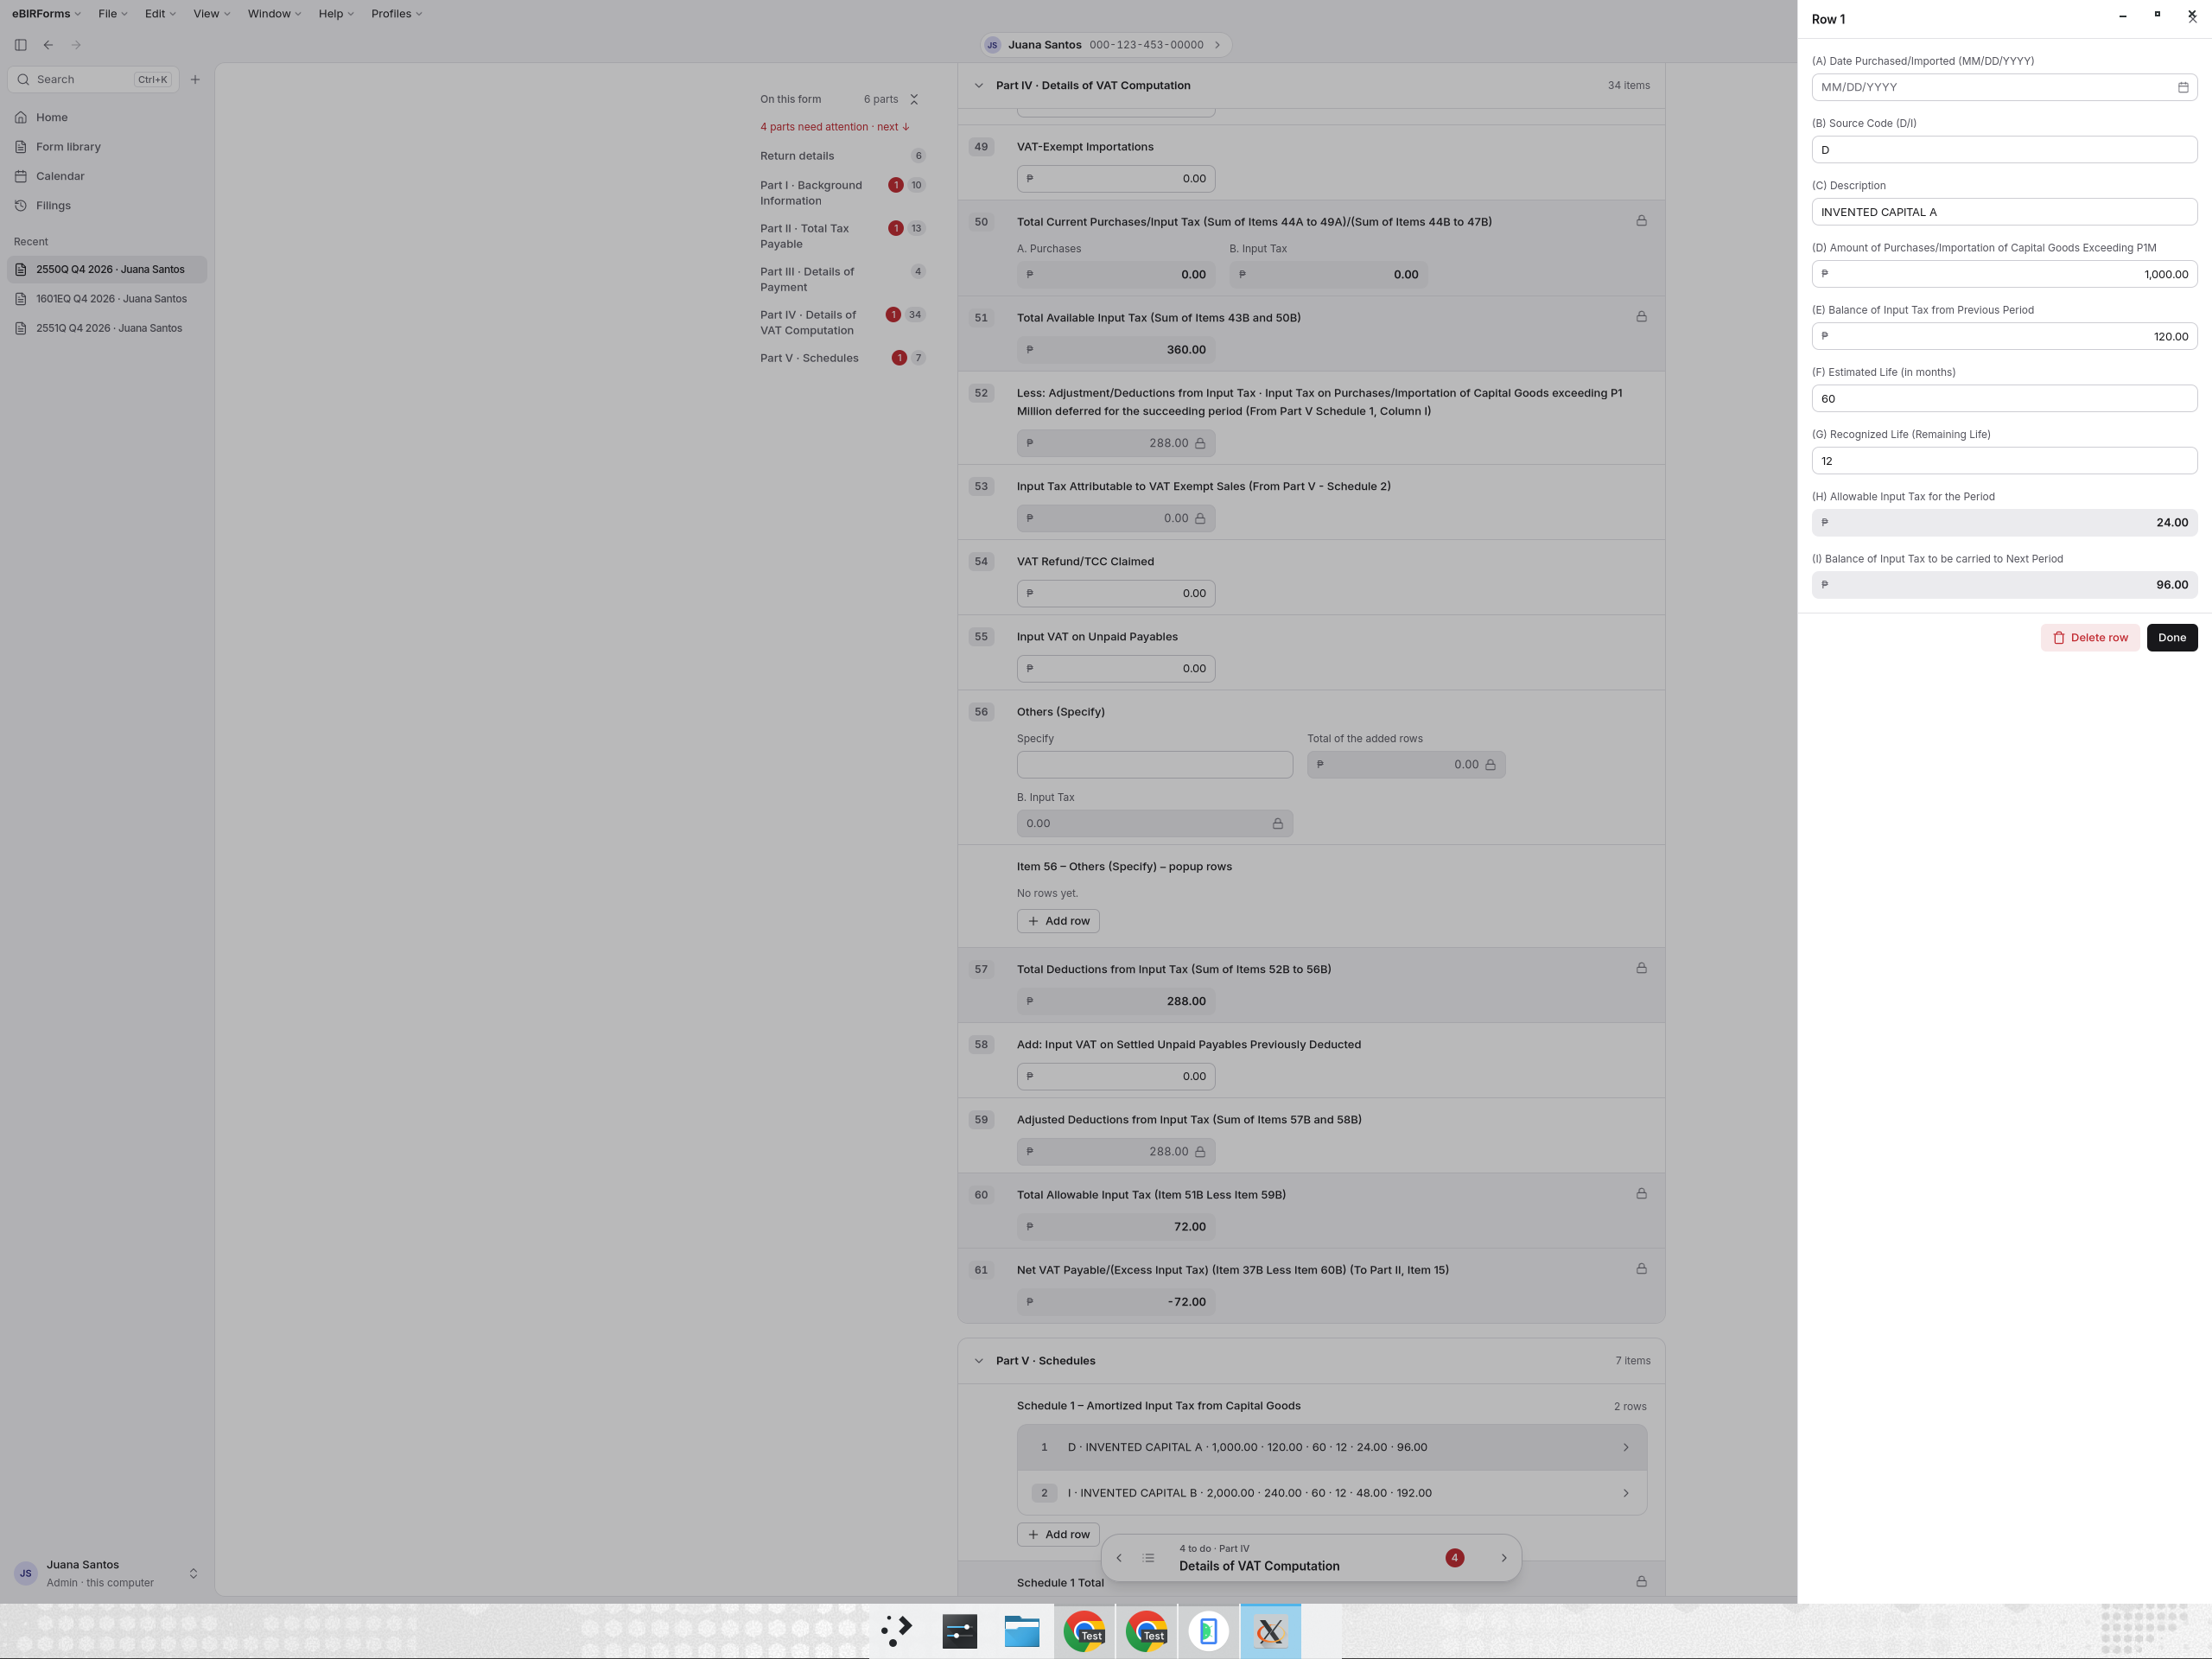 eBIRForms File Edit View Window Help Profiles
JS Juana Santos 000-123-453-00000
Search Ctrl+K
Home
Form library
Calendar
Filings
Recent
2550Q Q4 2026 · Juana Santos
1601EQ Q4 2026 · Juana Santos
2551Q Q4 2026 · Juana Santos
JS Juana Santos
Admin · this computer
On this form 6 parts
4 parts need attention · next ↓
Return details 6
Part I · Background 1 10
Information
Part II · Total Tax 1 13
Payable
Part III · Details of 4
Payment
Part IV · Details of 1 34
VAT Computation
Part V · Schedules 1 7
Part IV · Details of VAT Computation 34 items
49 VAT-Exempt Importations
₱ 0.00
50 Total Current Purchases/Input Tax (Sum of Items 44A to 49A)/(Sum of Items 44B to 47B)
A. Purchases B. Input Tax
₱ 0.00 ₱ 0.00
51 Total Available Input Tax (Sum of Items 43B and 50B)
₱ 360.00
52 Less: Adjustment/Deductions from Input Tax · Input Tax on Purchases/Importation of Capital Goods exceeding P1
Million deferred for the succeeding period (From Part V Schedule 1, Column I)
₱ 288.00
53 Input Tax Attributable to VAT Exempt Sales (From Part V - Schedule 2)
₱ 0.00
54 VAT Refund/TCC Claimed
₱ 0.00
55 Input VAT on Unpaid Payables
₱ 0.00
56 Others (Specify)
Specify Total of the added rows
₱ 0.00
B. Input Tax
0.00
Item 56 – Others (Specify) – popup rows
No rows yet.
Add row
57 Total Deductions from Input Tax (Sum of Items 52B to 56B)
₱ 288.00
58 Add: Input VAT on Settled Unpaid Payables Previously Deducted
₱ 0.00
59 Adjusted Deductions from Input Tax (Sum of Items 57B and 58B)
₱ 288.00
60 Total Allowable Input Tax (Item 51B Less Item 59B)
₱ 72.00
61 Net VAT Payable/(Excess Input Tax) (Item 37B Less Item 60B) (To Part II, Item 15)
₱ -72.00
Part V · Schedules 7 items
Schedule 1 – Amortized Input Tax from Capital Goods 2 rows
1 D · INVENTED CAPITAL A · 1,000.00 · 120.00 · 60 · 12 · 24.00 · 96.00
2 I · INVENTED CAPITAL B · 2,000.00 · 240.00 · 60 · 12 · 48.00 · 192.00
Add row
4 to do · Part IV
Details of VAT Computation 4
Schedule 1 Total
Row 1
(A) Date Purchased/Imported (MM/DD/YYYY)
MM/DD/YYYY
(B) Source Code (D/I)
D
(C) Description
INVENTED CAPITAL A
(D) Amount of Purchases/Importation of Capital Goods Exceeding P1M
₱ 1,000.00
(E) Balance of Input Tax from Previous Period
₱ 120.00
(F) Estimated Life (in months)
60
(G) Recognized Life (Remaining Life)
12
(H) Allowable Input Tax for the Period
₱ 24.00
(I) Balance of Input Tax to be carried to Next Period
₱ 96.00
Delete row Done
Test Test